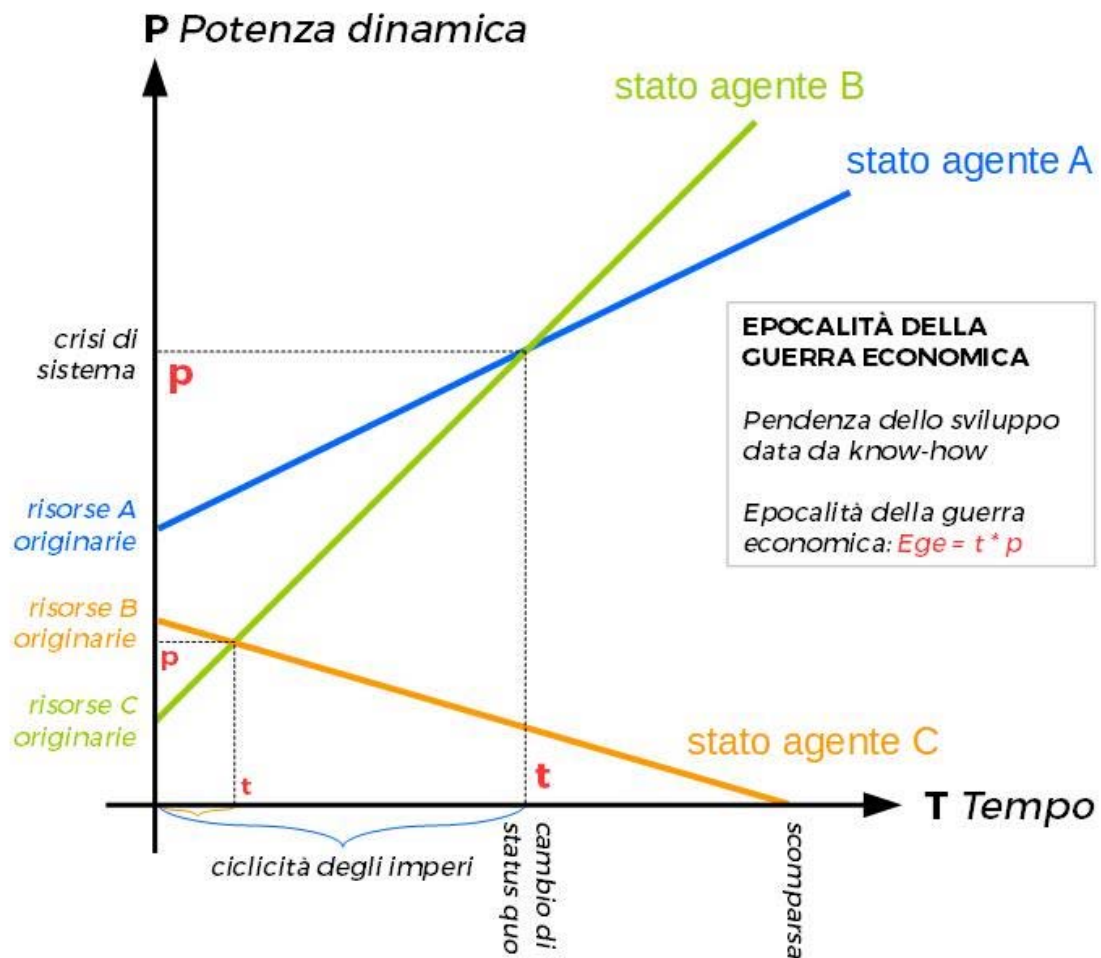 P Potenza dinamica
stato agente B
stato agente A
crisi di
sistema
p
EPOCALITÀ DELLA
GUERRA ECONOMICA
Pendenza dello sviluppo
data da know-how
Epocalità della guerra
economica: Ege = t * p
risorse A
originarie
risorse B
originarie
p
risorse C
originarie
stato agente C
t
t
T Tempo
ciclicità degli imperi
cambio di
status quo
scomparsa